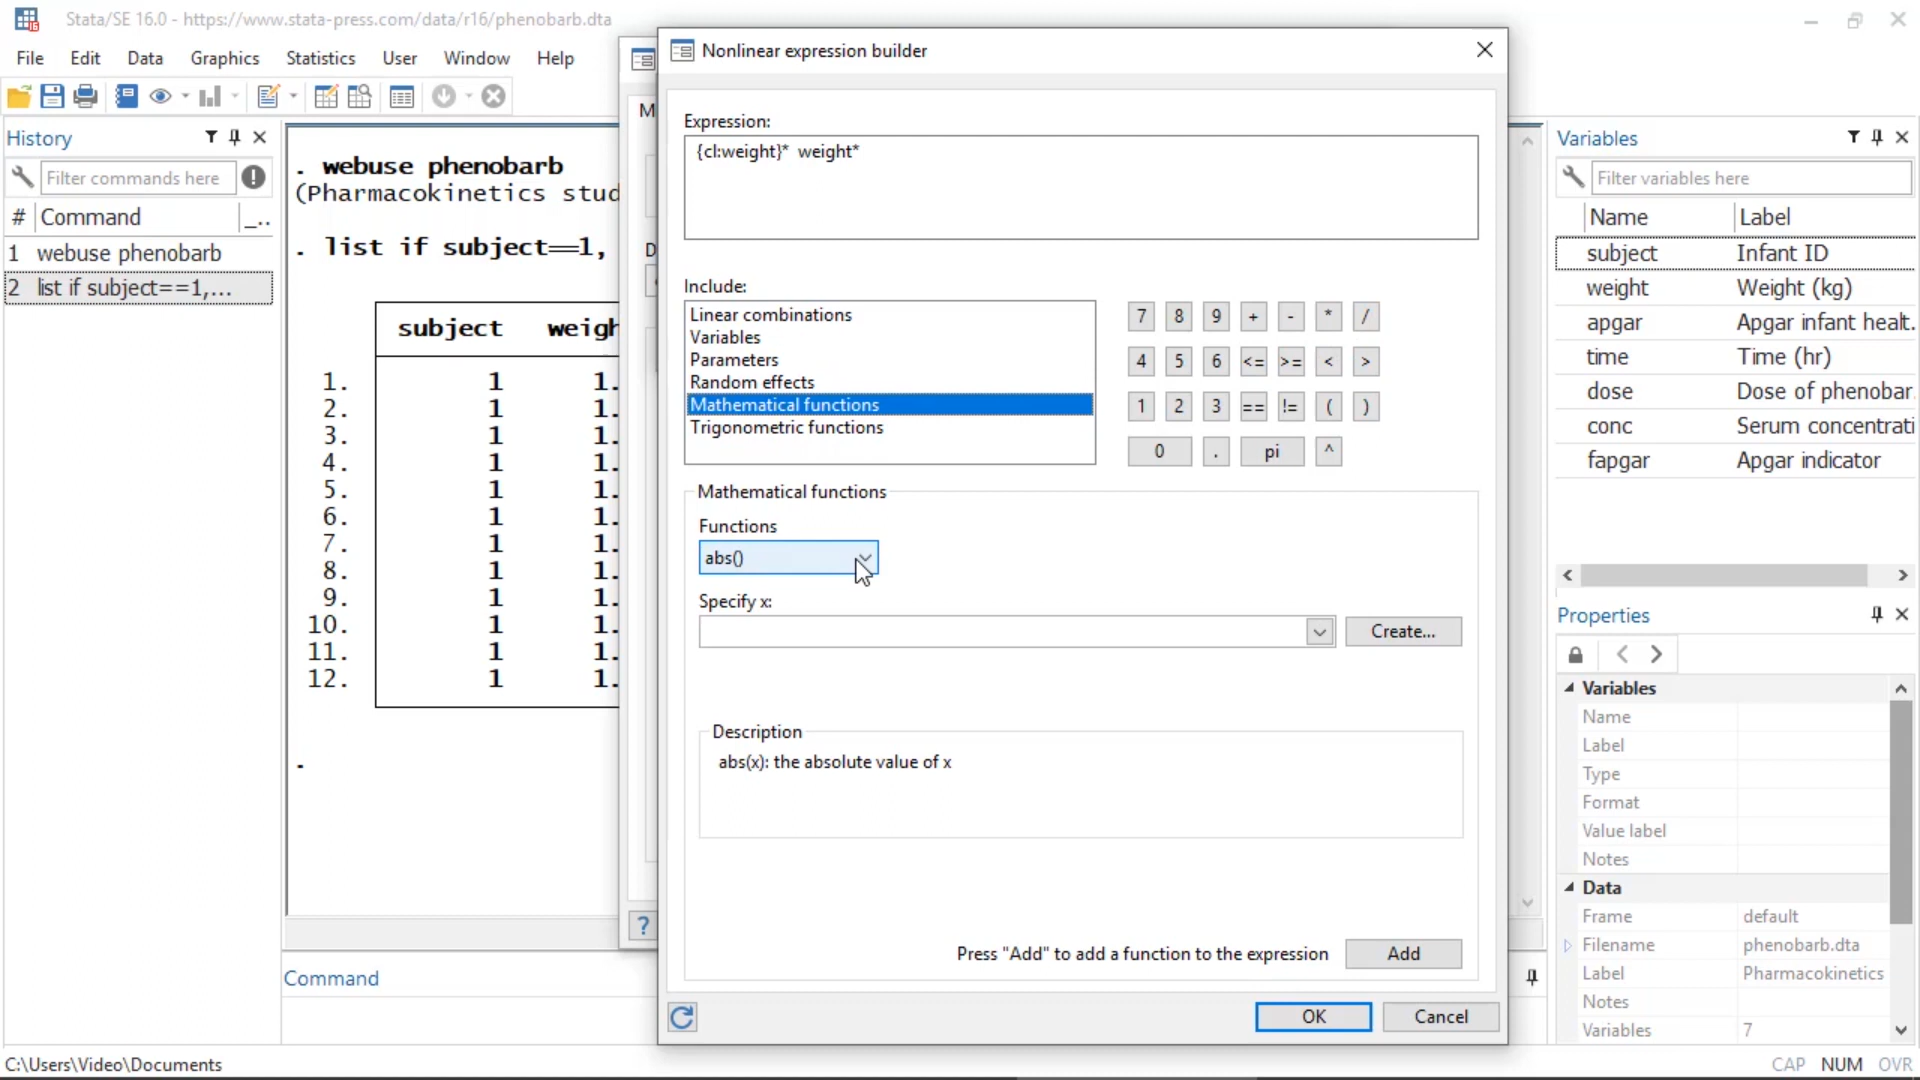 Stata/SE 16.0 - https://www.stata-press.com/data/r16/phenobarb.dta
File Edit Data Graphics Statistics User Window Help
History
Filter commands here
# Command _..
1 webuse phenobarb
2 list if subject==1,...
. webuse phenobarb
(Pharmacokinetics stud
. list if subject==1,
subject weigh
1. 1 1.
2. 1 1.
3. 1 1.
4. 1 1.
5. 1 1.
6. 1 1.
7. 1 1.
8. 1 1.
9. 1 1.
10. 1 1.
11. 1 1.
12. 1 1.
.
Command
M
D
?
Nonlinear expression builder
Expression:
{cl:weight}* weight*
Include:
Linear combinations
Variables
Parameters
Random effects
Mathematical functions
Trigonometric functions
7 8 9 + - * /
4 5 6 <= >= < >
1 2 3 == != ( )
0 . pi ^
Mathematical functions
Functions
abs()
Specify x:
Create...
Description
abs(x): the absolute value of x
Press "Add" to add a function to the expression
Add
OK Cancel
Variables
Filter variables here
Name Label
subject Infant ID
weight Weight (kg)
apgar Apgar infant healt.
time Time (hr)
dose Dose of phenobar
conc Serum concentrati
fapgar Apgar indicator
Properties
Variables
Name
Label
Type
Format
Value label
Notes
Data
Frame default
Filename phenobarb.dta
Label Pharmacokinetics
Notes
Variables 7
C:\Users\Video\Documents
CAP NUM OVR